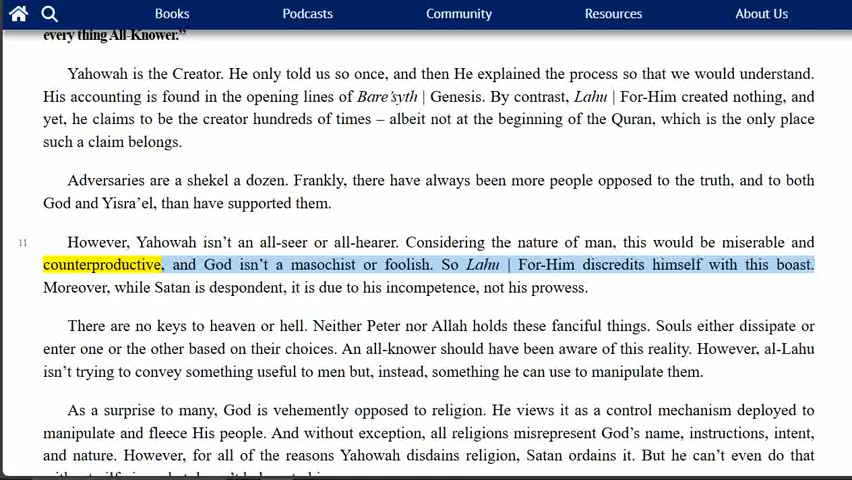 Books Podcasts Community Resources About Us
every thing All-Knower:”
Yahowah is the Creator. He only told us so once, and then He explained the process so that we would understand.
His accounting is found in the opening lines of Bare’syth | Genesis. By contrast, Lahu | For-Him created nothing, and
yet, he claims to be the creator hundreds of times – albeit not at the beginning of the Quran, which is the only place
such a claim belongs.
Adversaries are a shekel a dozen. Frankly, there have always been more people opposed to the truth, and to both
God and Yisra’el, than have supported them.
11 However, Yahowah isn’t an all-seer or all-hearer. Considering the nature of man, this would be miserable and
counterproductive, and God isn’t a masochist or foolish. So Lahu | For-Him discredits himself with this boast.
Moreover, while Satan is despondent, it is due to his incompetence, not his prowess.
There are no keys to heaven or hell. Neither Peter nor Allah holds these fanciful things. Souls either dissipate or
enter one or the other based on their choices. An all-knower should have been aware of this reality. However, al-Lahu
isn’t trying to convey something useful to men but, instead, something he can use to manipulate them.
As a surprise to many, God is vehemently opposed to religion. He views it as a control mechanism deployed to
manipulate and fleece His people. And without exception, all religions misrepresent God’s name, instructions, intent,
and nature. However, for all of the reasons Yahowah disdains religion, Satan ordains it. But he can’t even do that